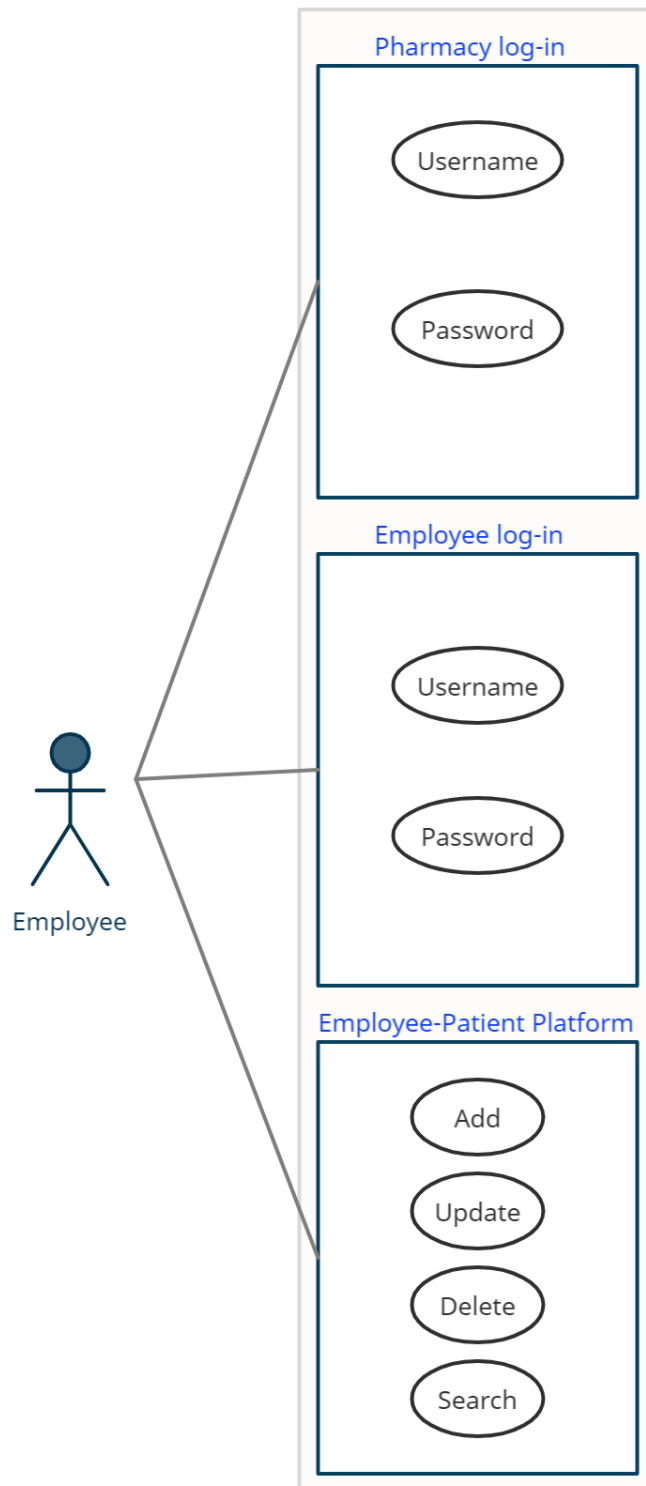 Pharmacy log-in
Username
Password
Employee log-in
Username
Password
Employee
Employee-Patient Platform
Add
Update
Delete
Search